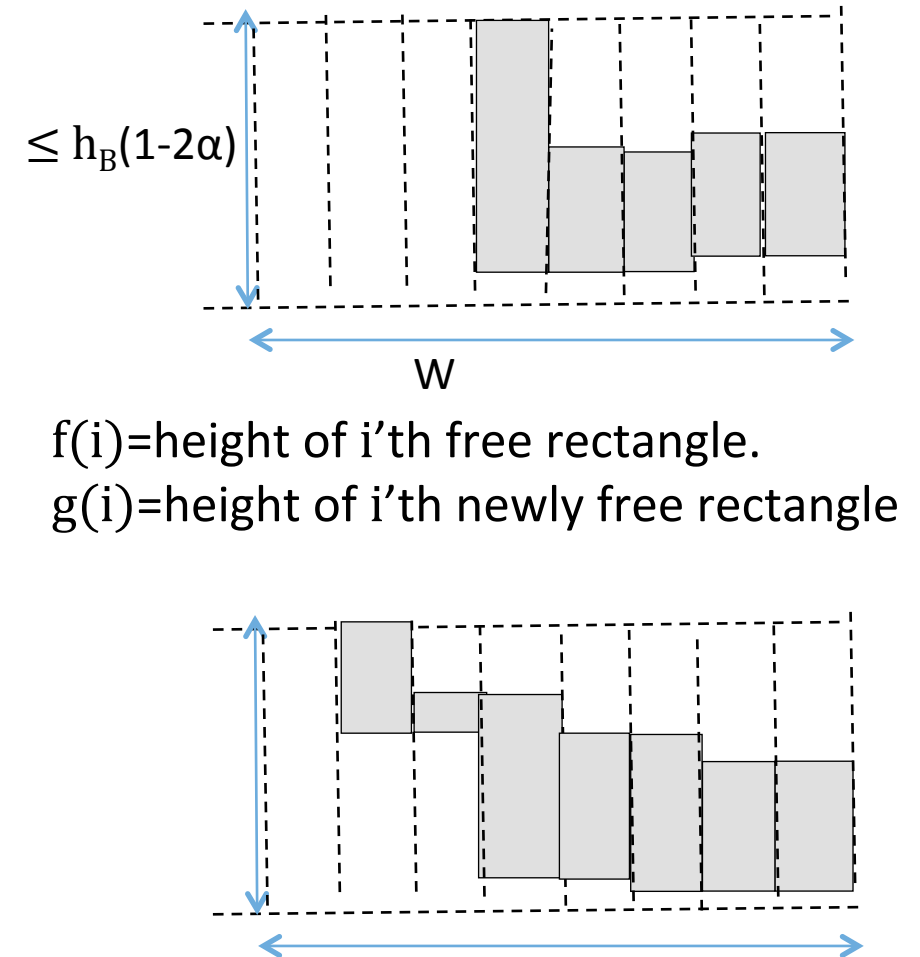 ≤ h_B(1-2α)
W
f(i)=height of i’th free rectangle.
g(i)=height of i’th newly free rectangle